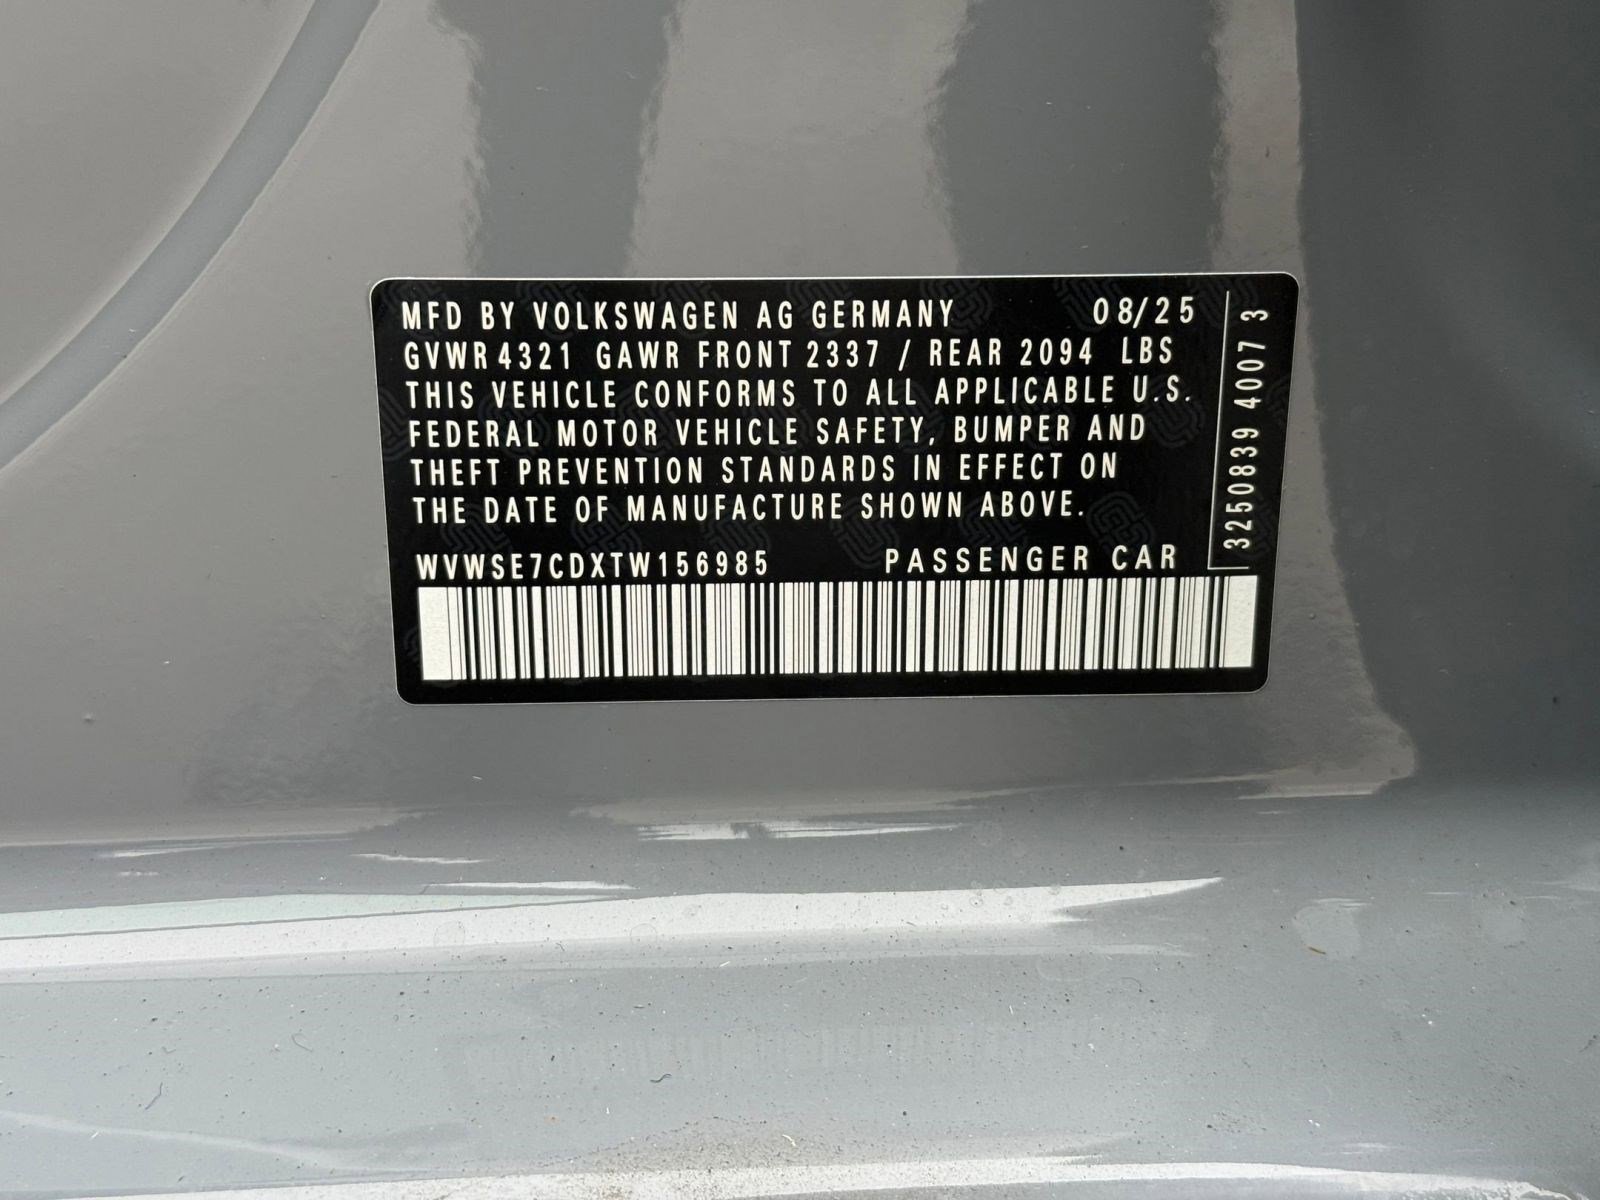 MFD BY VOLKSWAGEN AG GERMANY 08/25
GVWR 4321 GAWR FRONT 2337 / REAR 2094 LBS
THIS VEHICLE CONFORMS TO ALL APPLICABLE U.S.
FEDERAL MOTOR VEHICLE SAFETY, BUMPER AND
THEFT PREVENTION STANDARDS IN EFFECT ON
THE DATE OF MANUFACTURE SHOWN ABOVE.
WVWSE7CDXTW156985 PASSENGER CAR
3250839 4007 3